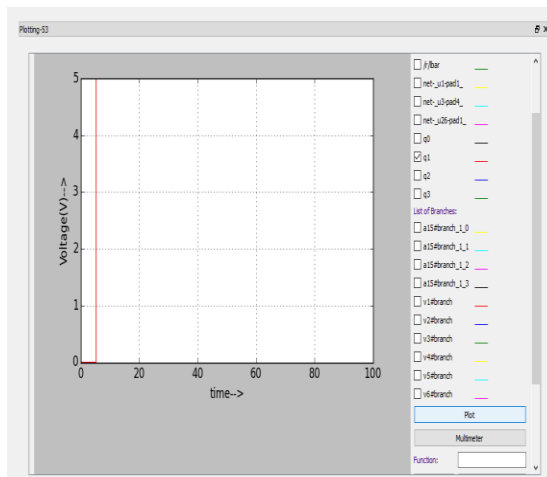 Plotting-53
5
4
3
2
1
0
Voltage(V)-->
0 20 40 60 80 100
time-->
/r/bar
net-_u1-pad1_
net-_u3-pad4_
net-_u26-pad1_
q0
q1
q2
q3
List of Branches:
a15#branch_1_0
a15#branch_1_1
a15#branch_1_2
a15#branch_1_3
v1#branch
v2#branch
v3#branch
v4#branch
v5#branch
v6#branch
Plot
Multimeter
Function: